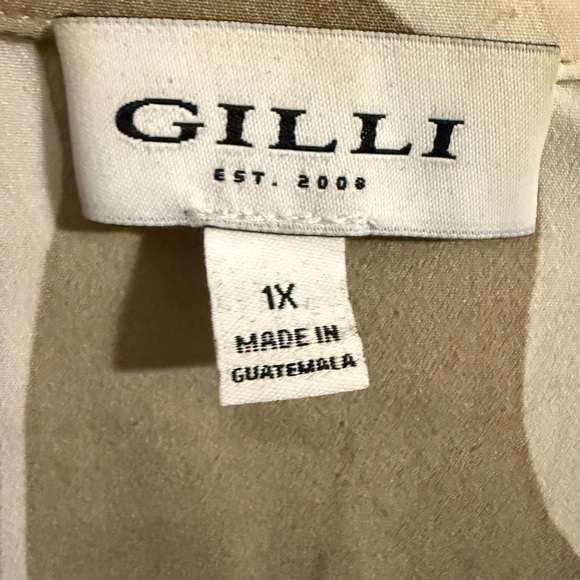 GILLI
EST. 2008
1X
MADE IN
GUATEMALA